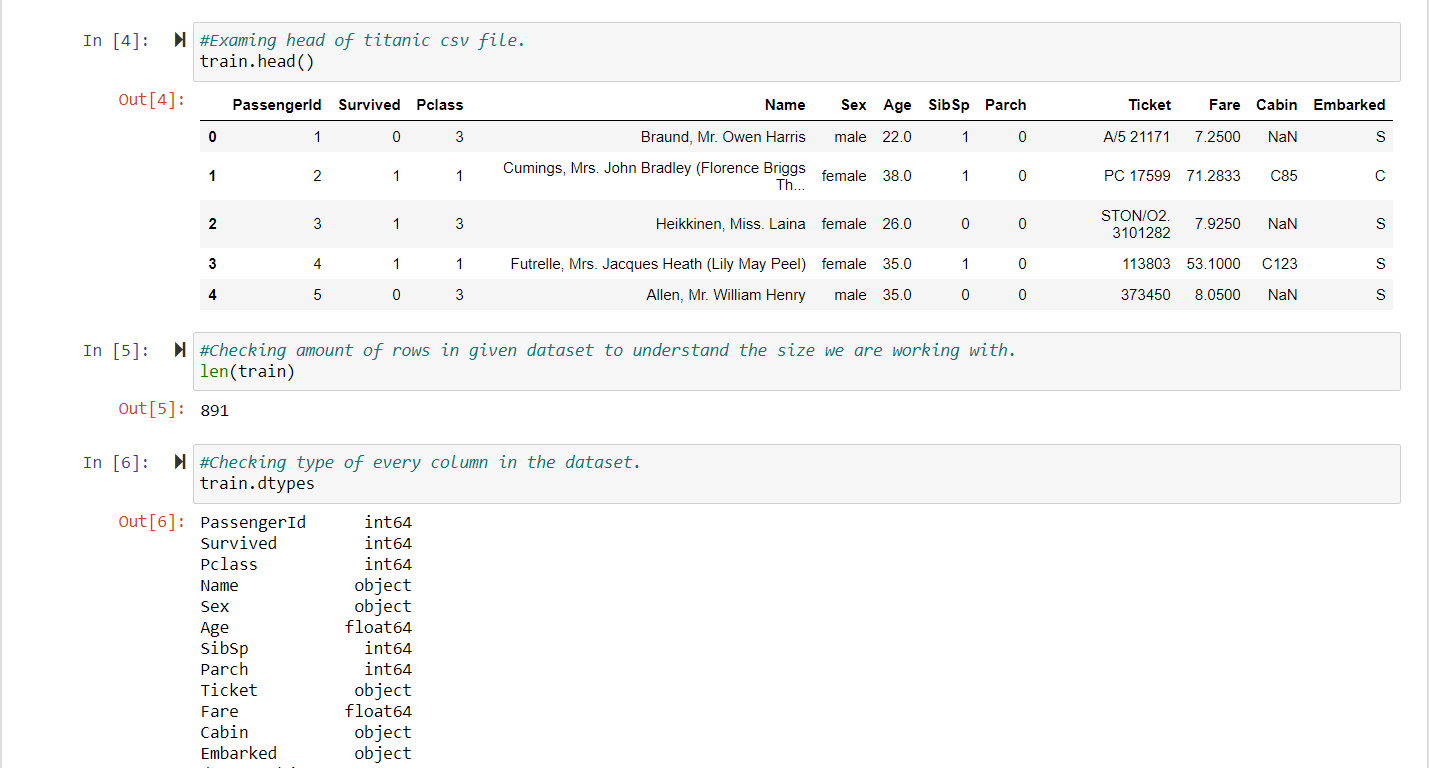 In [4]: #Examing head of titanic csv file.
train.head()
Out[4]: PassengerId Survived Pclass Name Sex Age SibSp Parch Ticket Fare Cabin Embarked
0 1 0 3 Braund, Mr. Owen Harris male 22.0 1 0 A/5 21171 7.2500 NaN S
1 2 1 1 Cumings, Mrs. John Bradley (Florence Briggs Th... female 38.0 1 0 PC 17599 71.2833 C85 C
2 3 1 3 Heikkinen, Miss. Laina female 26.0 0 0 STON/O2. 3101282 7.9250 NaN S
3 4 1 1 Futrelle, Mrs. Jacques Heath (Lily May Peel) female 35.0 1 0 113803 53.1000 C123 S
4 5 0 3 Allen, Mr. William Henry male 35.0 0 0 373450 8.0500 NaN S
In [5]: #Checking amount of rows in given dataset to understand the size we are working with.
len(train)
Out[5]: 891
In [6]: #Checking type of every column in the dataset.
train.dtypes
Out[6]: PassengerId int64
Survived int64
Pclass int64
Name object
Sex object
Age float64
SibSp int64
Parch int64
Ticket object
Fare float64
Cabin object
Embarked object